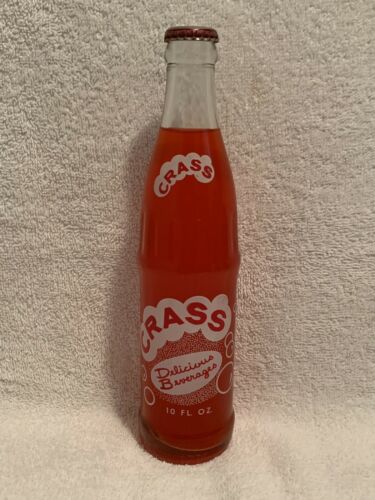 CRASS
CRASS
Delicious
Beverages
10 FL. OZ.